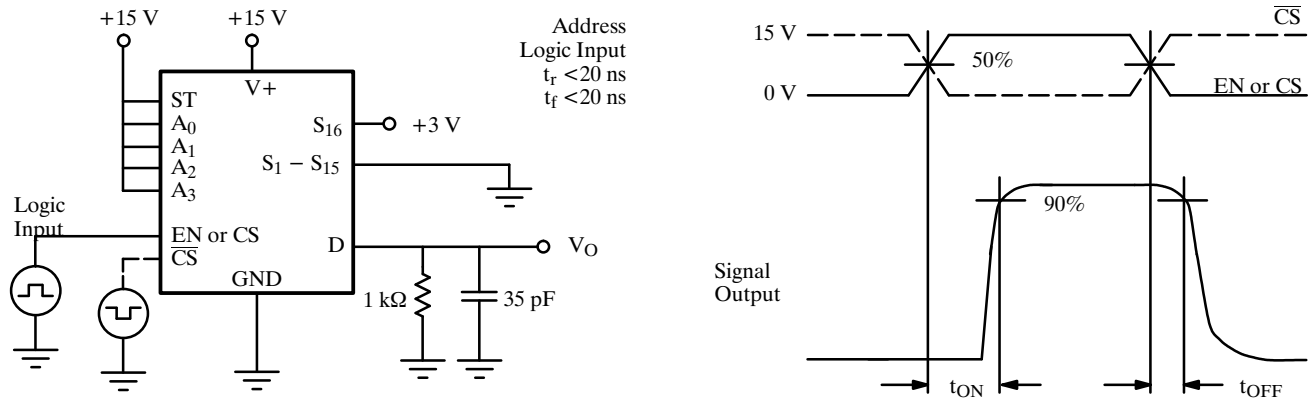 +15 V
+15 V
Address
Logic Input
tr <20 ns
tf <20 ns
V+
ST
A0
A1
A2
A3
S16
+3 V
S1 − S15
Logic
Input
EN or CS
CS
D
VO
GND
1 kΩ
35 pF
CS
15 V
50%
0 V
EN or CS
90%
Signal
Output
tON
tOFF